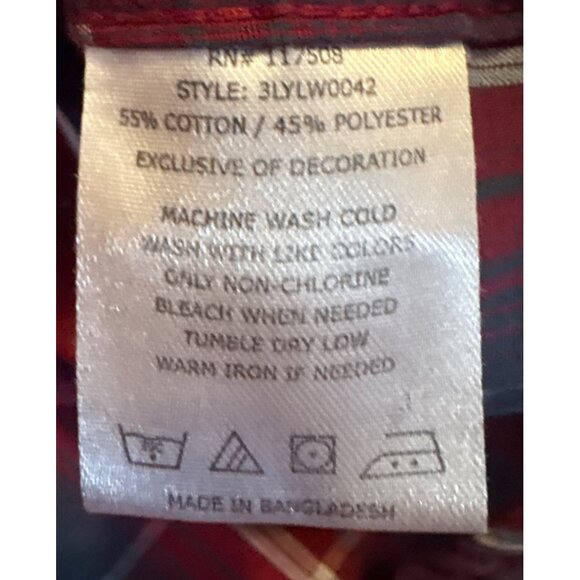 RN# 117508
STYLE: 3LYLW0042
55% COTTON / 45% POLYESTER
EXCLUSIVE OF DECORATION
MACHINE WASH COLD
WASH WITH LIKE COLORS
ONLY NON-CHLORINE
BLEACH WHEN NEEDED
TUMBLE DRY LOW
WARM IRON IF NEEDED
MADE IN BANGLADESH